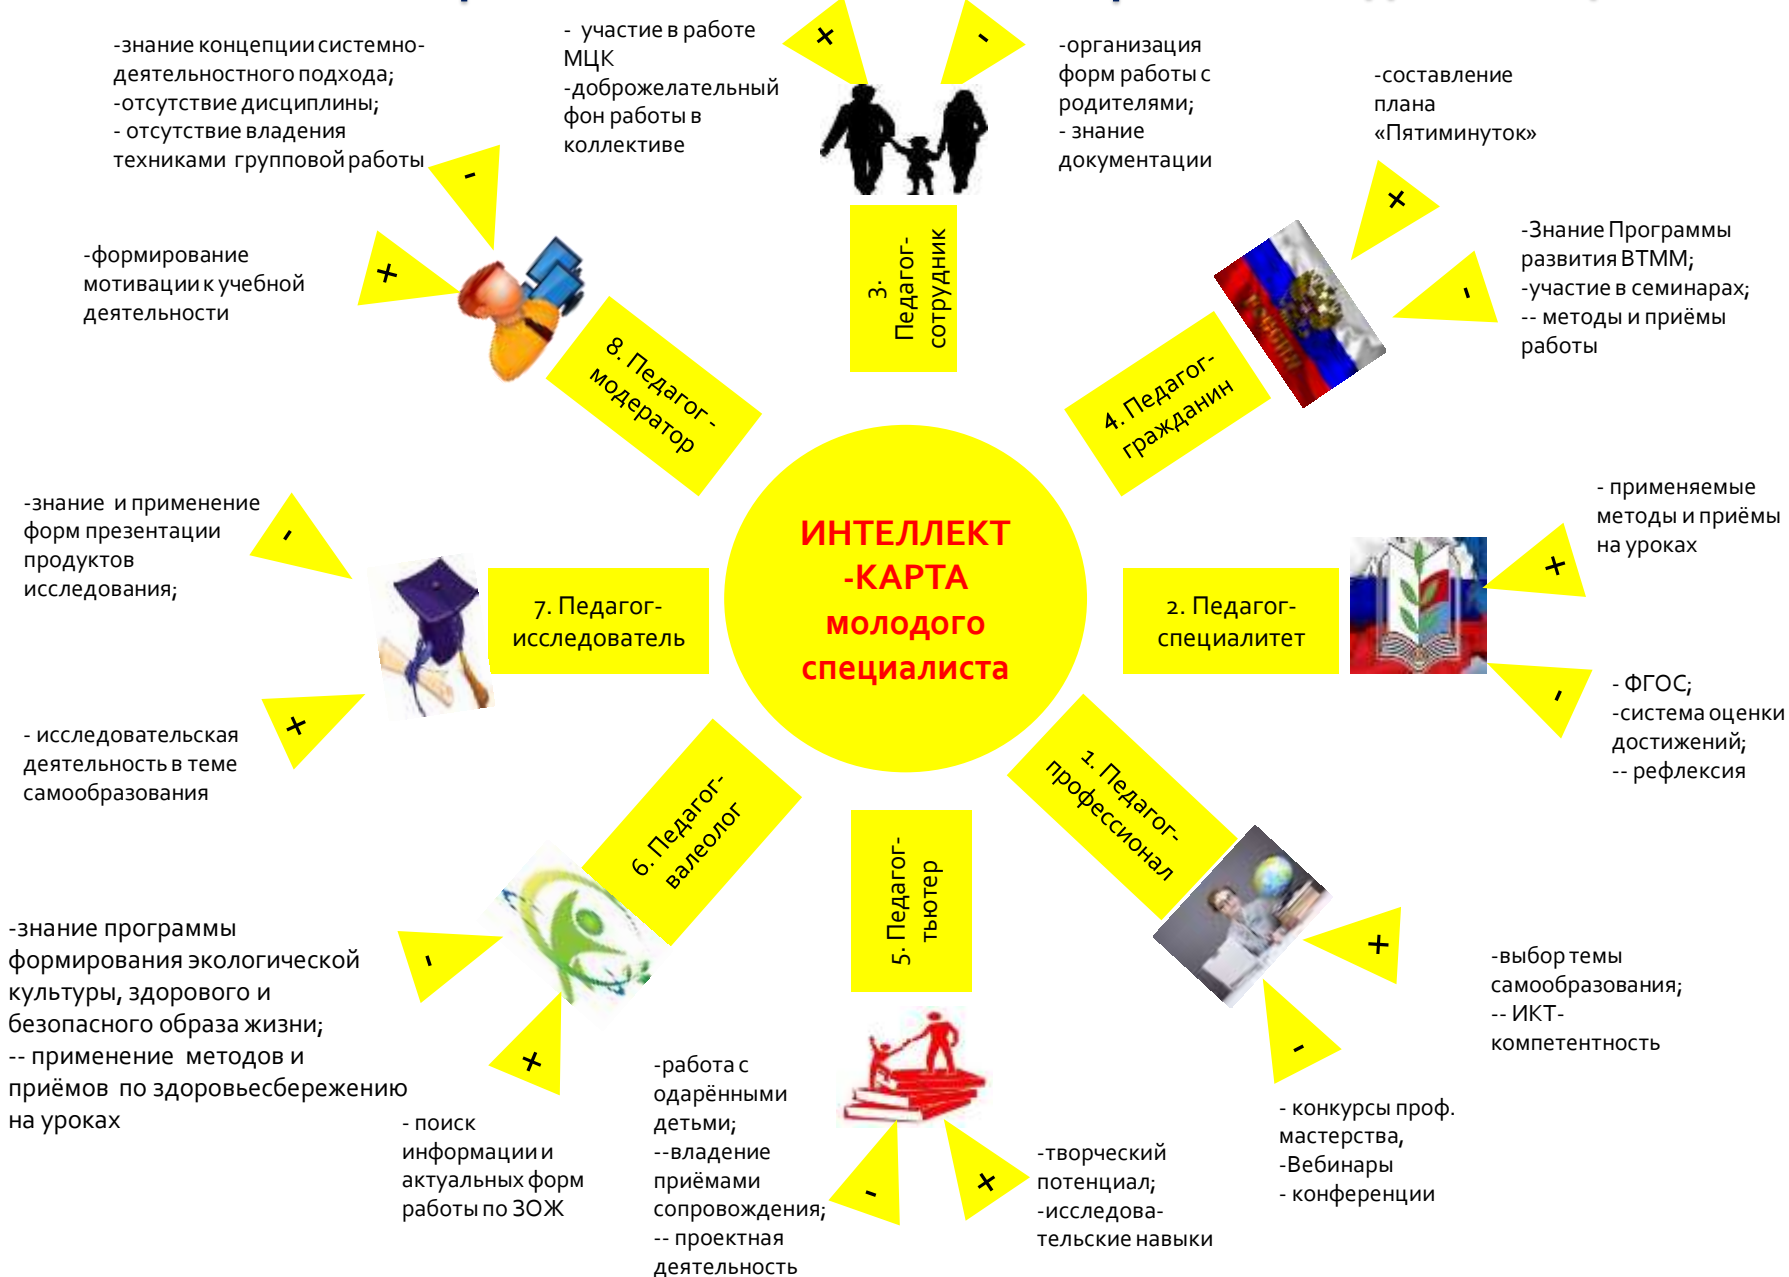 -знание концепции системно-
деятельностного подхода;
-отсутствие дисциплины;
- отсутствие владения
техниками групповой работы
-
- участие в работе
МЦК
-доброжелательный
фон работы в
коллективе
+
-
-организация
форм работы с
родителями;
- знание
документации
-составление
плана
«Пятиминуток»
+
-Знание Программы
развития ВТММ;
-участие в семинарах;
-- методы и приёмы
работы
-
-формирование
мотивации к учебной
деятельности
+
3.
Педагог-
сотрудник
8. Педагог -
модератор
4. Педагог-
гражданин
РОССИЯ
ИНТЕЛЛЕКТ
-КАРТА
молодого
специалиста
-знание и применение
форм презентации
продуктов
исследования;
-
7. Педагог-
исследователь
+
- исследовательская
деятельность в теме
самообразования
2. Педагог-
специалитет
+
- применяемые
методы и приёмы
на уроках
-
- ФГОС;
-система оценки
достижений;
-- рефлексия
6. Педагог-
валеолог
5. Педагог-
тьютер
1. Педагог-
профессионал
-знание программы
формирования экологической
культуры, здорового и
безопасного образа жизни;
-- применение методов и
приёмов по здоровьесбережению
на уроках
-
+
- поиск
информации и
актуальных форм
работы по ЗОЖ
-работа с
одарёнными
детьми;
--владение
приёмами
сопровождения;
-- проектная
деятельность
-
+
-творческий
потенциал;
-исследова-
тельские навыки
+
-выбор темы
самообразования;
-- ИКТ-
компетентность
-
- конкурсы проф.
мастерства,
-Вебинары
- конференции